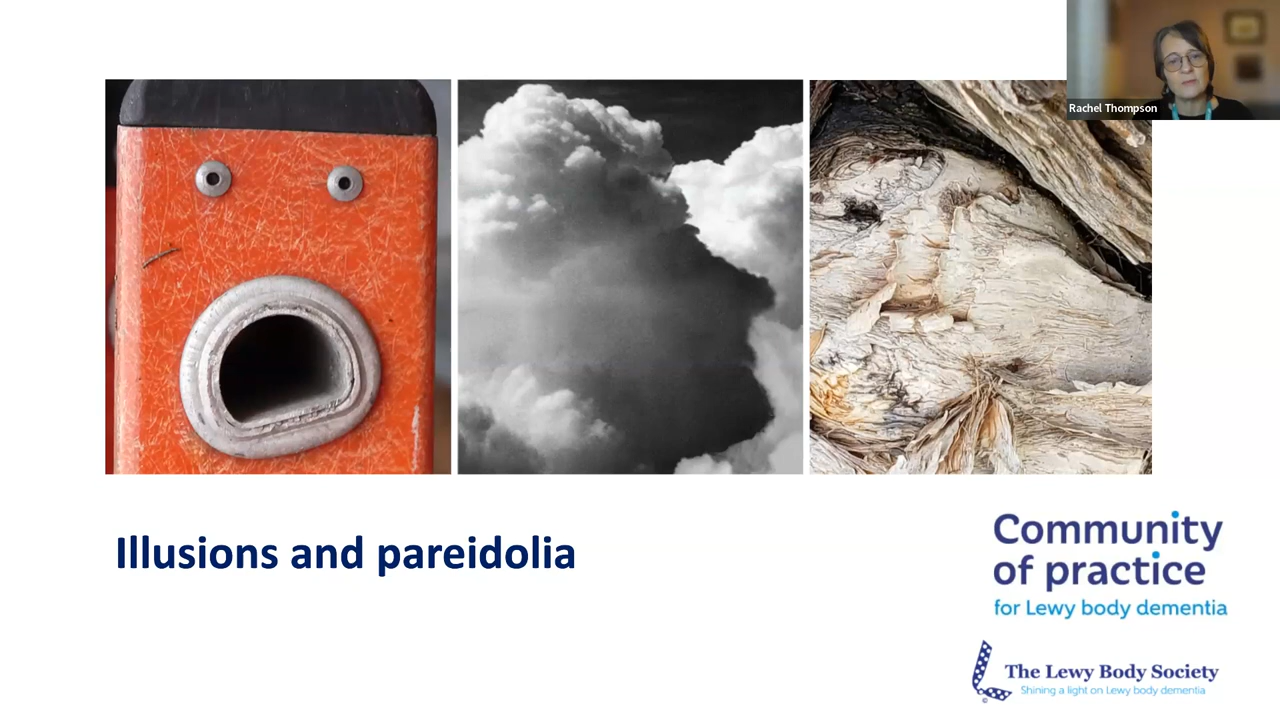 Rachel Thompson
Illusions and pareidolia
Community
of practice
for Lewy body dementia
The Lewy Body Society
Shining a light on Lewy body dementia
©